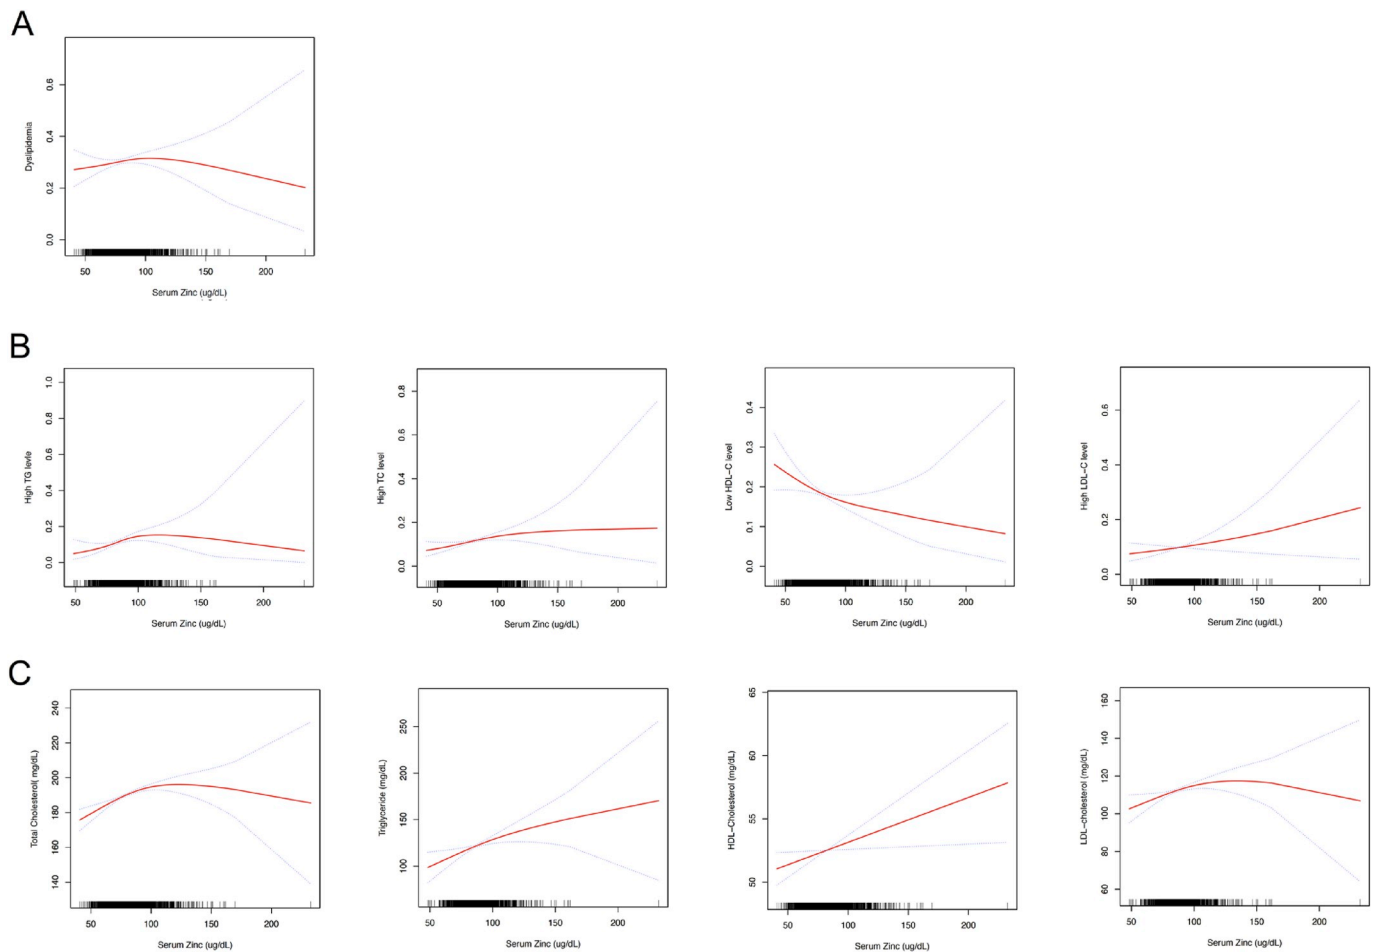 A
Dyslipidemia
0.6
0.4
0.2
0.0
50 100 150 200
Serum Zinc (ug/dL)
B
High TG levle
1.0
0.8
0.6
0.4
0.2
0.0
50 100 150 200
Serum Zinc (ug/dL)
High TC level
0.8
0.6
0.4
0.2
0.0
50 100 150 200
Serum Zinc (ug/dL)
Low HDL-C level
0.4
0.3
0.2
0.1
0.0
50 100 150 200
Serum Zinc (ug/dL)
High LDL-C level
0.6
0.4
0.2
0.0
50 100 150 200
Serum Zinc (ug/dL)
C
Total Cholesterol( mg/dL)
240
220
200
180
160
140
50 100 150 200
Serum Zinc (ug/dL)
Triglyceride (mg/dL)
250
200
150
100
50 100 150 200
Serum Zinc (ug/dL)
HDL-Cholesterol (mg/dL)
65
60
55
50
50 100 150 200
Serum Zinc (ug/dL)
LDL-cholesterol (mg/dL)
160
140
120
100
80
60
50 100 150 200
Serum Zinc (ug/dL)